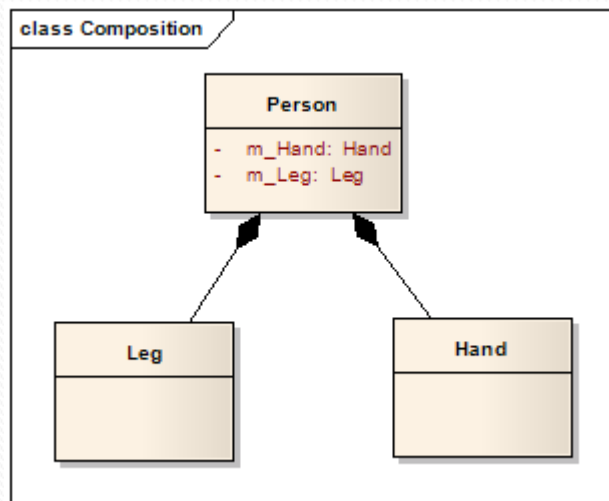 class Composition
Person
- m_Hand: Hand
- m_Leg: Leg
Leg
Hand